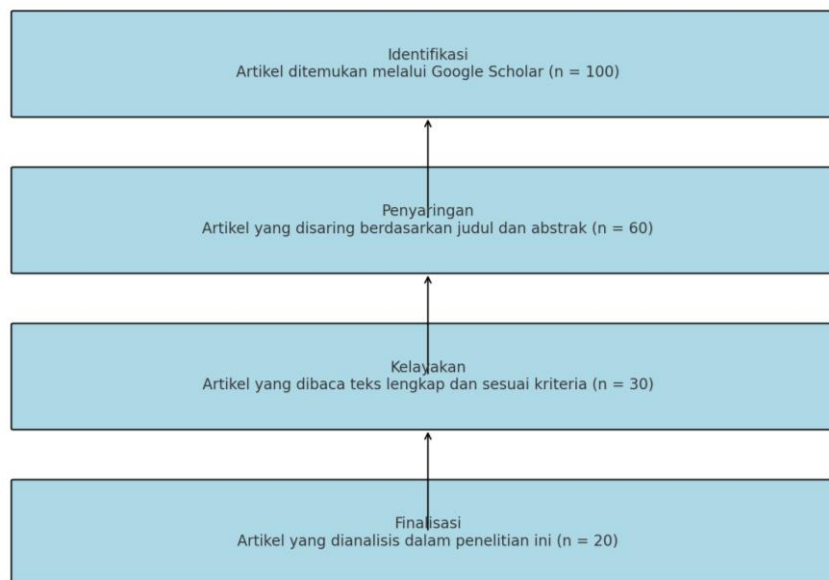 Identifikasi
Artikel ditemukan melalui Google Scholar (n = 100)
Penyaringan
Artikel yang disaring berdasarkan judul dan abstrak (n = 60)
Kelayakan
Artikel yang dibaca teks lengkap dan sesuai kriteria (n = 30)
Finalisasi
Artikel yang dianalisis dalam penelitian ini (n = 20)